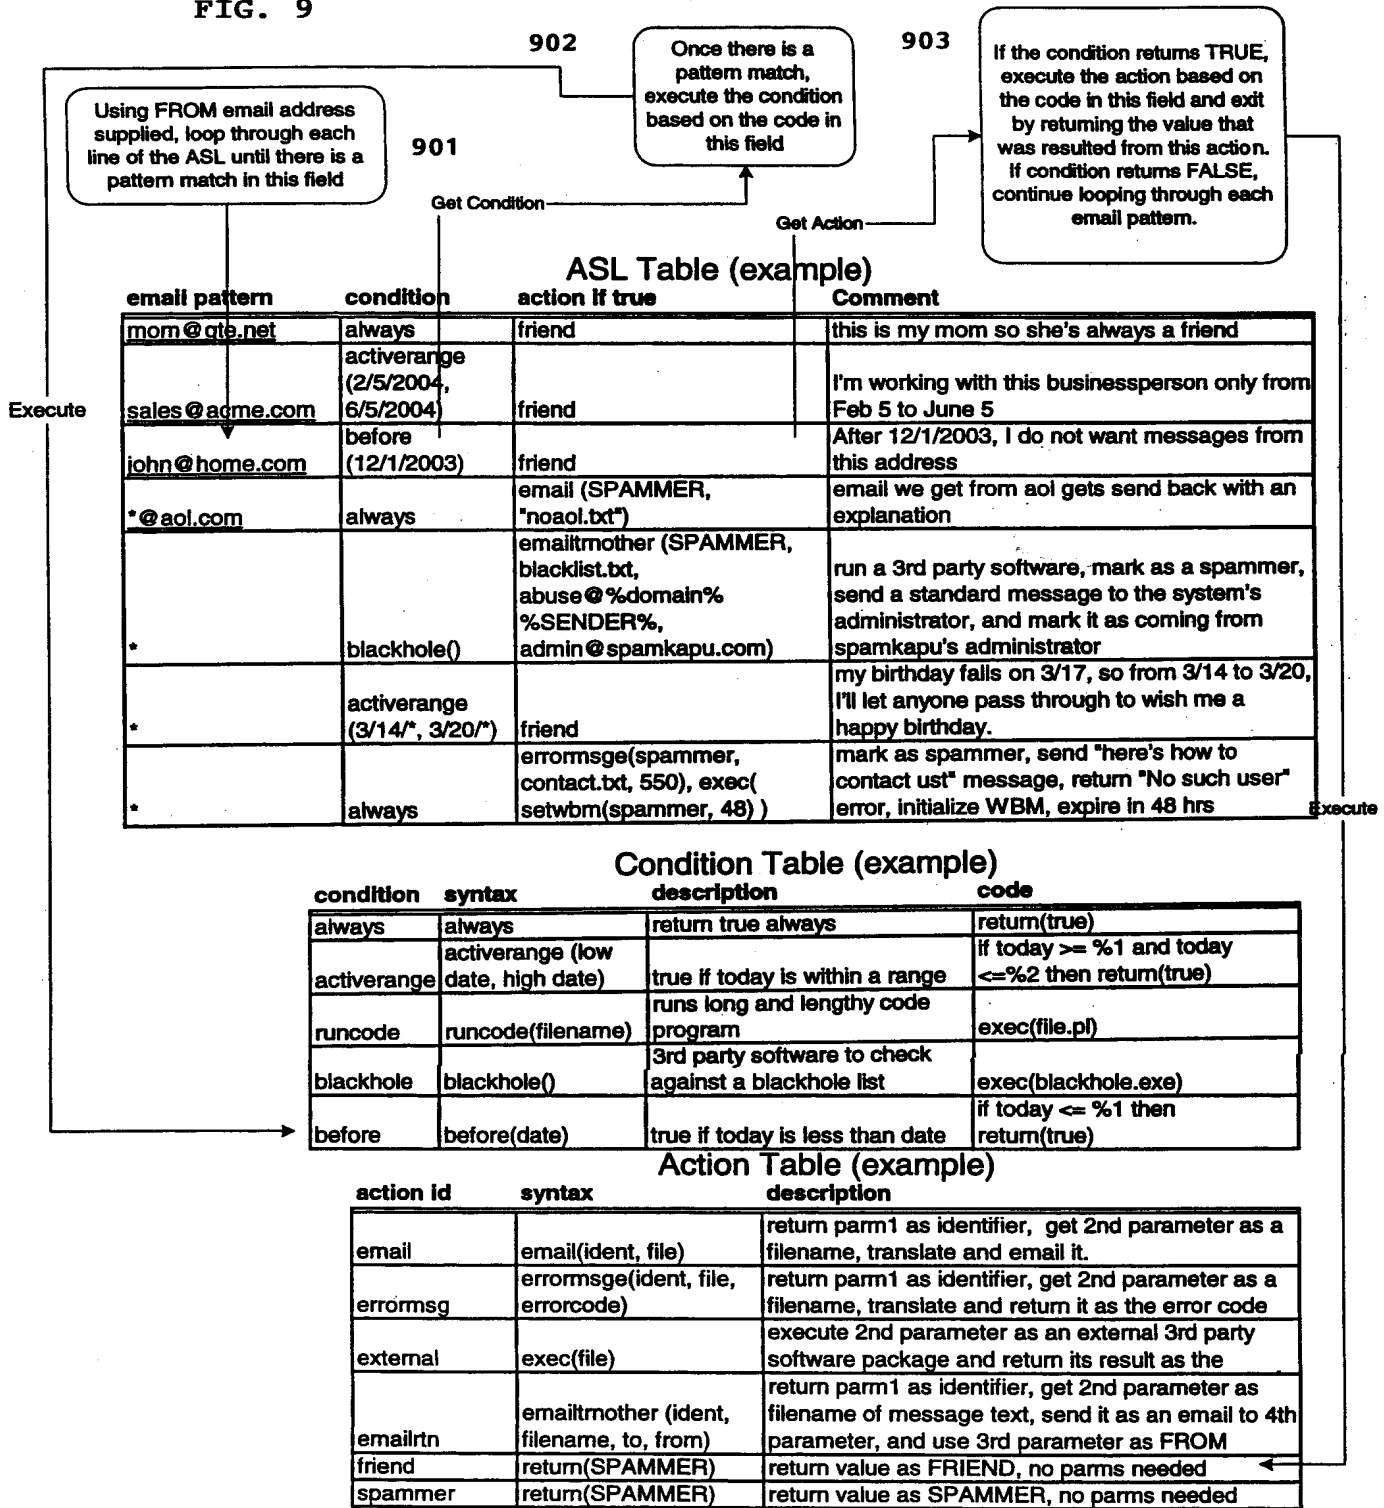 FIG. 9
902
903
Once there is a
pattern match,
execute the condition
based on the code in
this field
If the condition returns TRUE,
execute the action based on
the code in this field and exit
by returning the value that
was resulted from this action.
If condition returns FALSE,
continue looping through each
email pattern.
Using FROM email address
supplied, loop through each
line of the ASL until there is a
pattern match in this field
901
Get Condition
Get Action
ASL Table (example)
email pattern condition action if true Comment
mom@gte.net always friend this is my mom so she's always a friend
activerange
(2/5/2004,
6/5/2004)
sales@acme.com friend
I'm working with this businessperson only from
Feb 5 to June 5
Execute
before
(12/1/2003)
john@home.com friend
After 12/1/2003, I do not want messages from
this address
*@aol.com always
email (SPAMMER,
"noaol.txt")
email we get from aol gets send back with an
explanation
* blackhole()
emailtrnother (SPAMMER,
blacklist.txt,
abuse@%domain%
%SENDER%,
admin@spamkapu.com)
run a 3rd party software, mark as a spammer,
send a standard message to the system's
administrator, and mark it as coming from
spamkapu's administrator
*
activerange
(3/14/*, 3/20/*) friend
my birthday falls on 3/17, so from 3/14 to 3/20,
I'll let anyone pass through to wish me a
happy birthday.
* always
errormsge(spammer,
contact.txt, 550), exec(
setwbm(spammer, 48) )
mark as spammer, send "here's how to
contact ust" message, return "No such user"
error, initialize WBM, expire in 48 hrs
Execute
Condition Table (example)
condition syntax description code
always always return true always return(true)
activerange
activerange (low
date, high date)
true if today is within a range
if today >= %1 and today
<=%2 then return(true)
runcode runcode(filename)
runs long and lengthy code
program
exec(file.pl)
blackhole blackhole()
3rd party software to check
against a blackhole list
exec(blackhole.exe)
before before(date) true if today is less than date
if today <= %1 then
return(true)
Action Table (example)
action id syntax description
email email(ident, file)
return parm1 as identifier, get 2nd parameter as a
filename, translate and email it.
errormsg
errormsge(ident, file,
errorcode)
return parm1 as identifier, get 2nd parameter as a
filename, translate and return it as the error code
external exec(file)
execute 2nd parameter as an external 3rd party
software package and return its result as the
emailrtn
emailtrnother (ident,
filename, to, from)
return parm1 as identifier, get 2nd parameter as
filename of message text, send it as an email to 4th
parameter, and use 3rd parameter as FROM
friend return(SPAMMER) return value as FRIEND, no parms needed
spammer return(SPAMMER) return value as SPAMMER, no parms needed